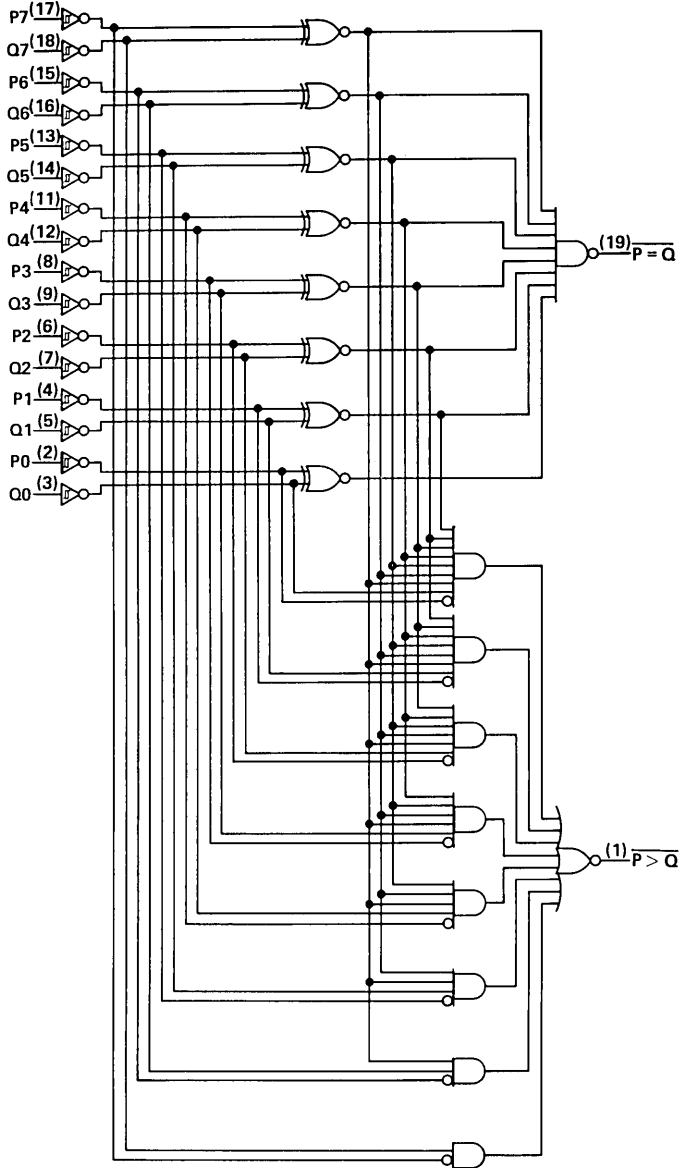 P7 (17)
Q7 (18)
P6 (15)
Q6 (16)
P5 (13)
Q5 (14)
P4 (11)
Q4 (12)
P3 (8)
Q3 (9)
P2 (6)
Q2 (7)
P1 (4)
Q1 (5)
P0 (2)
Q0 (3)
(19) P = Q
(1) P > Q